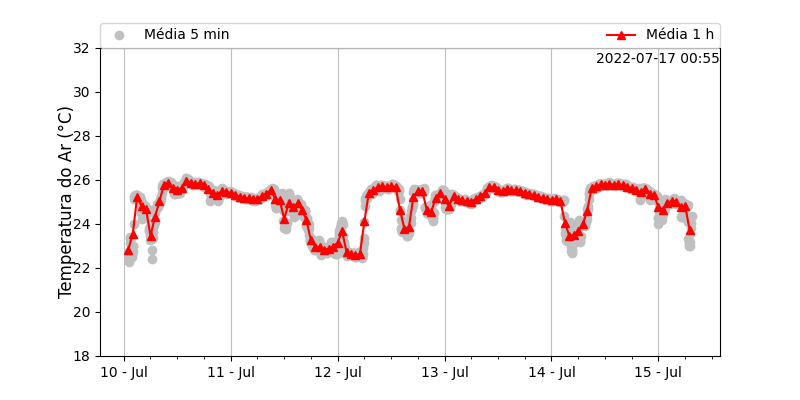 Média 5 min
Média 1 h
2022-07-17 00:55
Temperatura do Ar (°C)
32
30
28
26
24
22
20
18
10 - Jul
11 - Jul
12 - Jul
13 - Jul
14 - Jul
15 - Jul